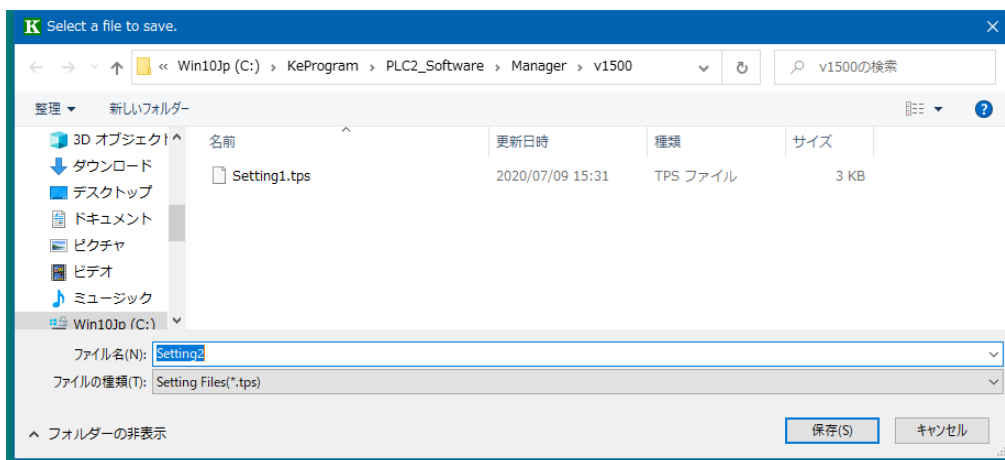 K Select a file to save.
« Win10Jp (C:) › KeProgram › PLC2_Software › Manager › v1500
v1500の検索
整理 新しいフォルダー
名前 更新日時 種類 サイズ
Setting1.tps 2020/07/09 15:31 TPS ファイル 3 KB
3D オブジェクト
ダウンロード
デスクトップ
ドキュメント
ピクチャ
ビデオ
ミュージック
Win10Jp (C:)
ファイル名(N): Setting2
ファイルの種類(T): Setting Files(*.tps)
フォルダーの非表示
保存(S) キャンセル